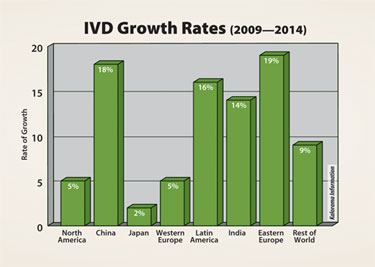 IVD Growth Rates (2009—2014)
Rate of Growth
20
15
10
5
0
5%
18%
2%
5%
16%
14%
19%
9%
North
America
China
Japan
Western
Europe
Latin
America
India
Eastern
Europe
Rest of
World
Kalorama Information